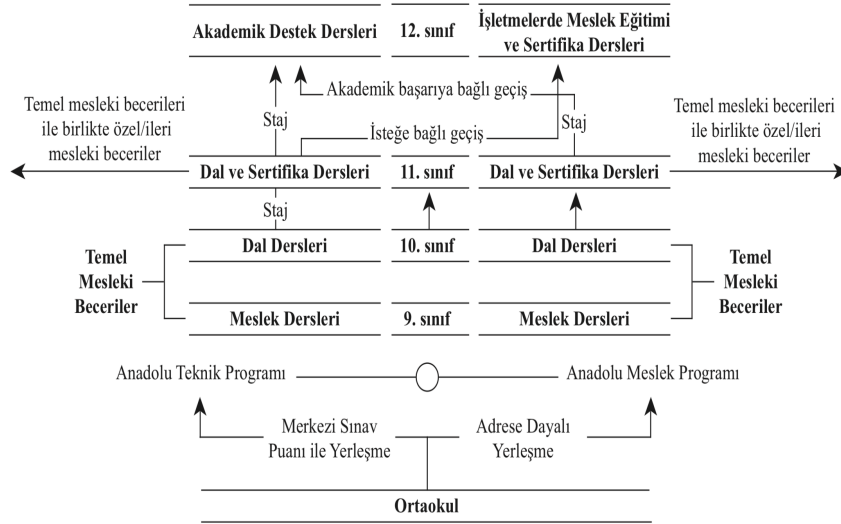 Akademik Destek Dersleri
12. sınıf
İşletmelerde Meslek Eğitimi
ve Sertifika Dersleri
Akademik başarıya bağlı geçiş
Temel mesleki becerileri
ile birlikte özel/ileri
mesleki beceriler
Staj
İsteğe bağlı geçiş
Staj
Temel mesleki becerileri
ile birlikte özel/ileri
mesleki beceriler
Dal ve Sertifika Dersleri
11. sınıf
Dal ve Sertifika Dersleri
Staj
Temel
Mesleki
Beceriler
Dal Dersleri
10. sınıf
Dal Dersleri
Temel
Mesleki
Beceriler
Meslek Dersleri
9. sınıf
Meslek Dersleri
Anadolu Teknik Programı
Anadolu Meslek Programı
Merkezi Sınav
Puanı ile Yerleşme
Adrese Dayalı
Yerleşme
Ortaokul